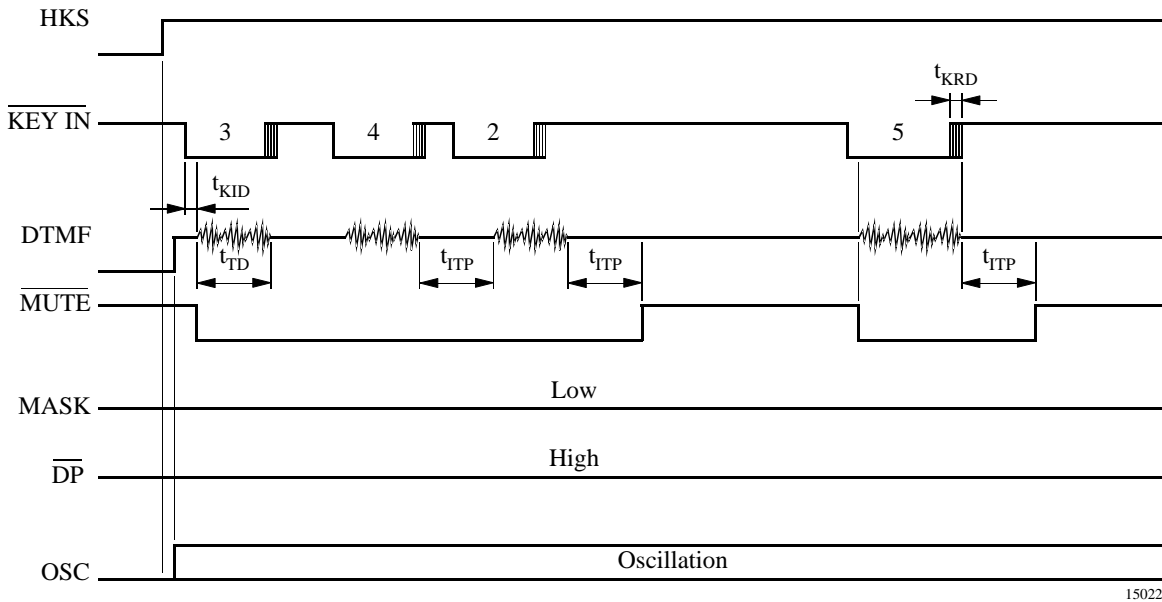 HKS
tKRD
KEY IN
3
4
2
5
tKID
DTMF
tTD
tITP
tITP
tITP
MUTE
Low
MASK
High
DP
Oscillation
OSC
15022